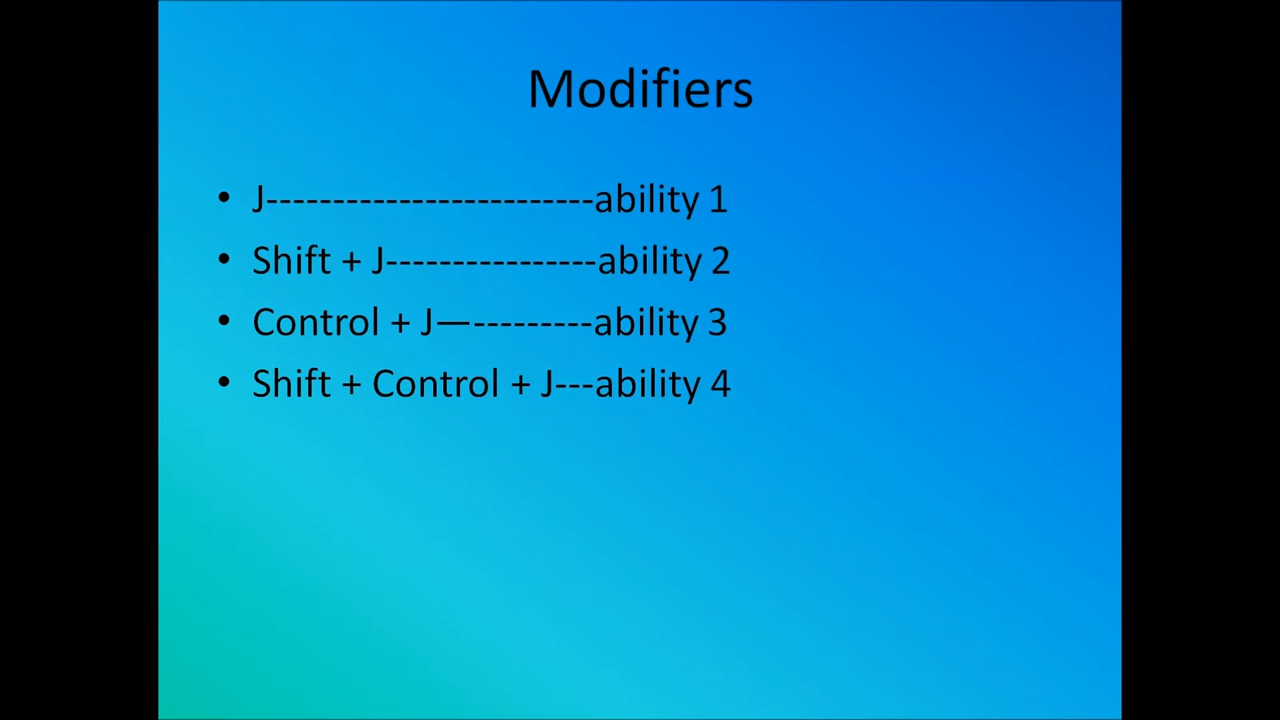 Modifiers
• J-------------------------ability 1
• Shift + J----------------ability 2
• Control + J—---------ability 3
• Shift + Control + J---ability 4